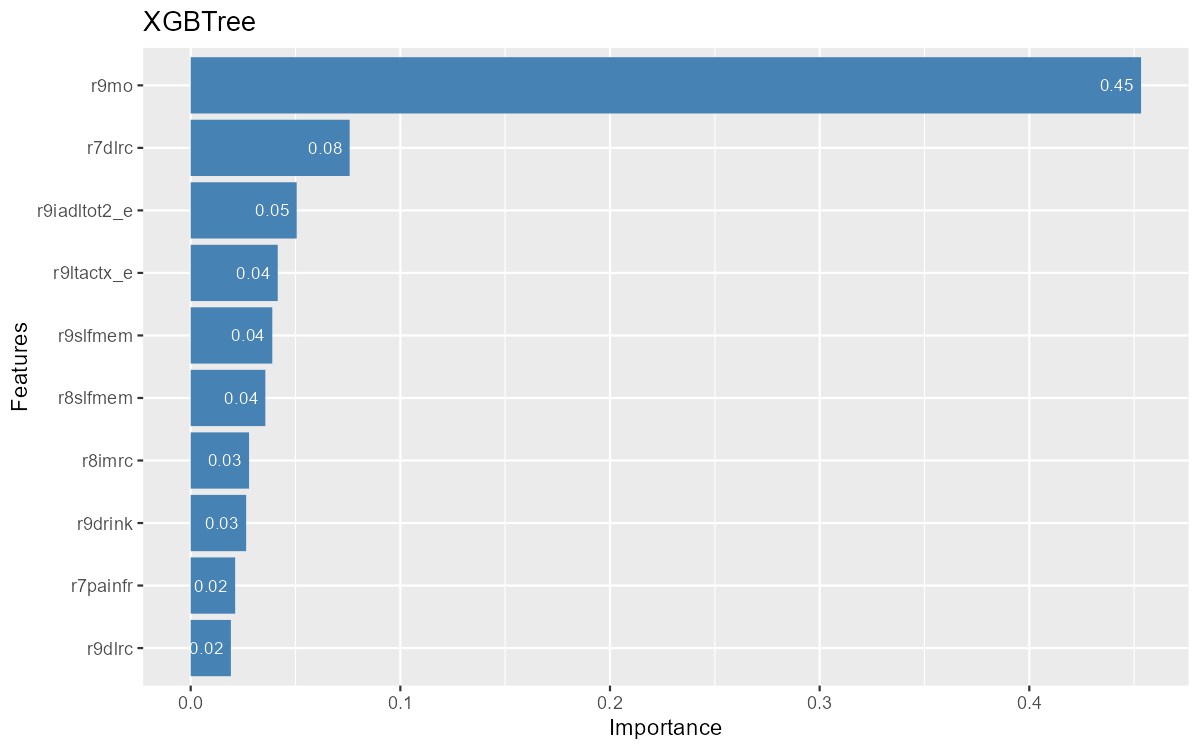 XGBTree
Features
r9mo
0.45
r7dlrc
0.08
r9iadltot2_e
0.05
r9ltactx_e
0.04
r9slfmem
0.04
r8slfmem
0.04
r8imrc
0.03
r9drink
0.03
r7painfr
0.02
r9dlrc
0.02
0.0 0.1 0.2 0.3 0.4
Importance